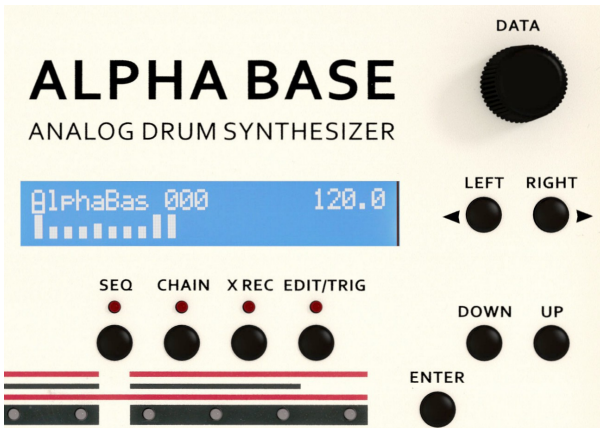 DATA
ALPHA BASE
ANALOG DRUM SYNTHESIZER
AlphaBas 000 120.0
LEFT RIGHT
SEQ CHAIN X REC EDIT/TRIG
DOWN UP
ENTER